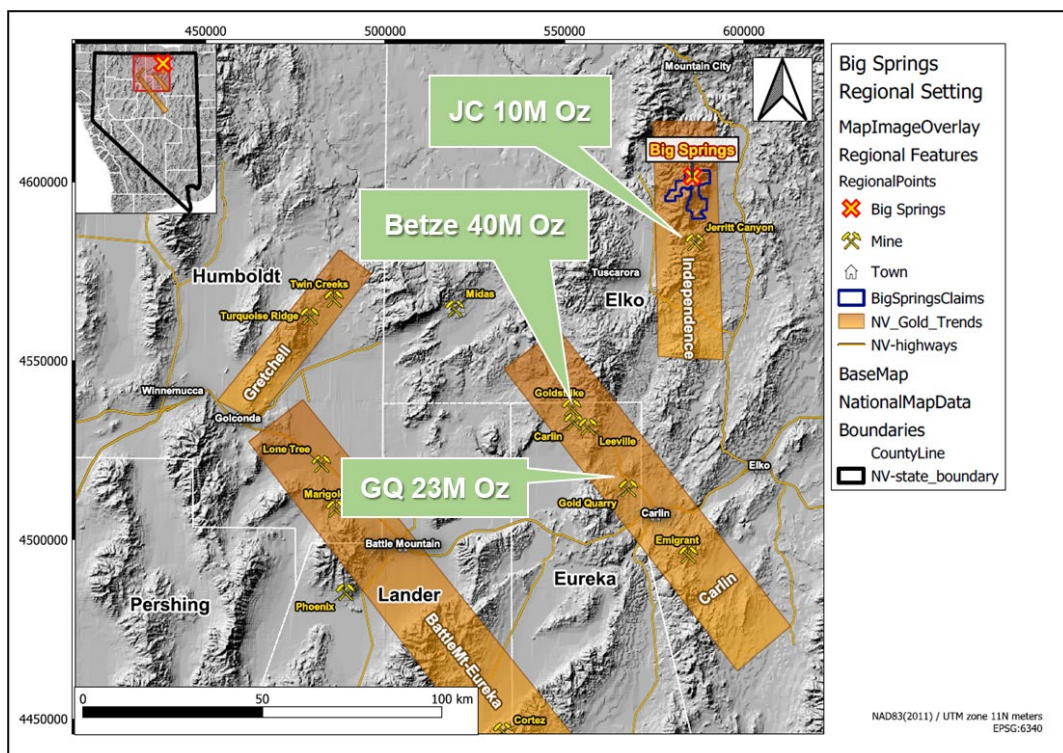 450000
500000
550000
600000
4600000
4550000
4500000
4450000
Mountain City
JC 10M Oz
Big Springs
Betze 40M Oz
Jerritt Canyon
Independence
Humboldt
Twin Creeks
Turquoise Ridge
Getchell
Midas
Tuscarora
Elko
Winnemucca
Golconda
Goldstrike
Carlin
Leeville
Elko
Lone Tree
GQ 23M Oz
Gold Quarry
Carlin
Battle Mountain
Emigrant
Carlin
Eureka
Pershing
Phoenix
Lander
BattleMt-Eureka
Cortez
0
50
100 km
Big Springs
Regional Setting
MapImageOverlay
Regional Features
RegionalPoints
Big Springs
Mine
Town
BigSpringsClaims
NV_Gold_Trends
NV-highways
BaseMap
NationalMapData
Boundaries
CountyLine
NV-state_boundary
NAD83(2011) / UTM zone 11N meters
EPSG:6340